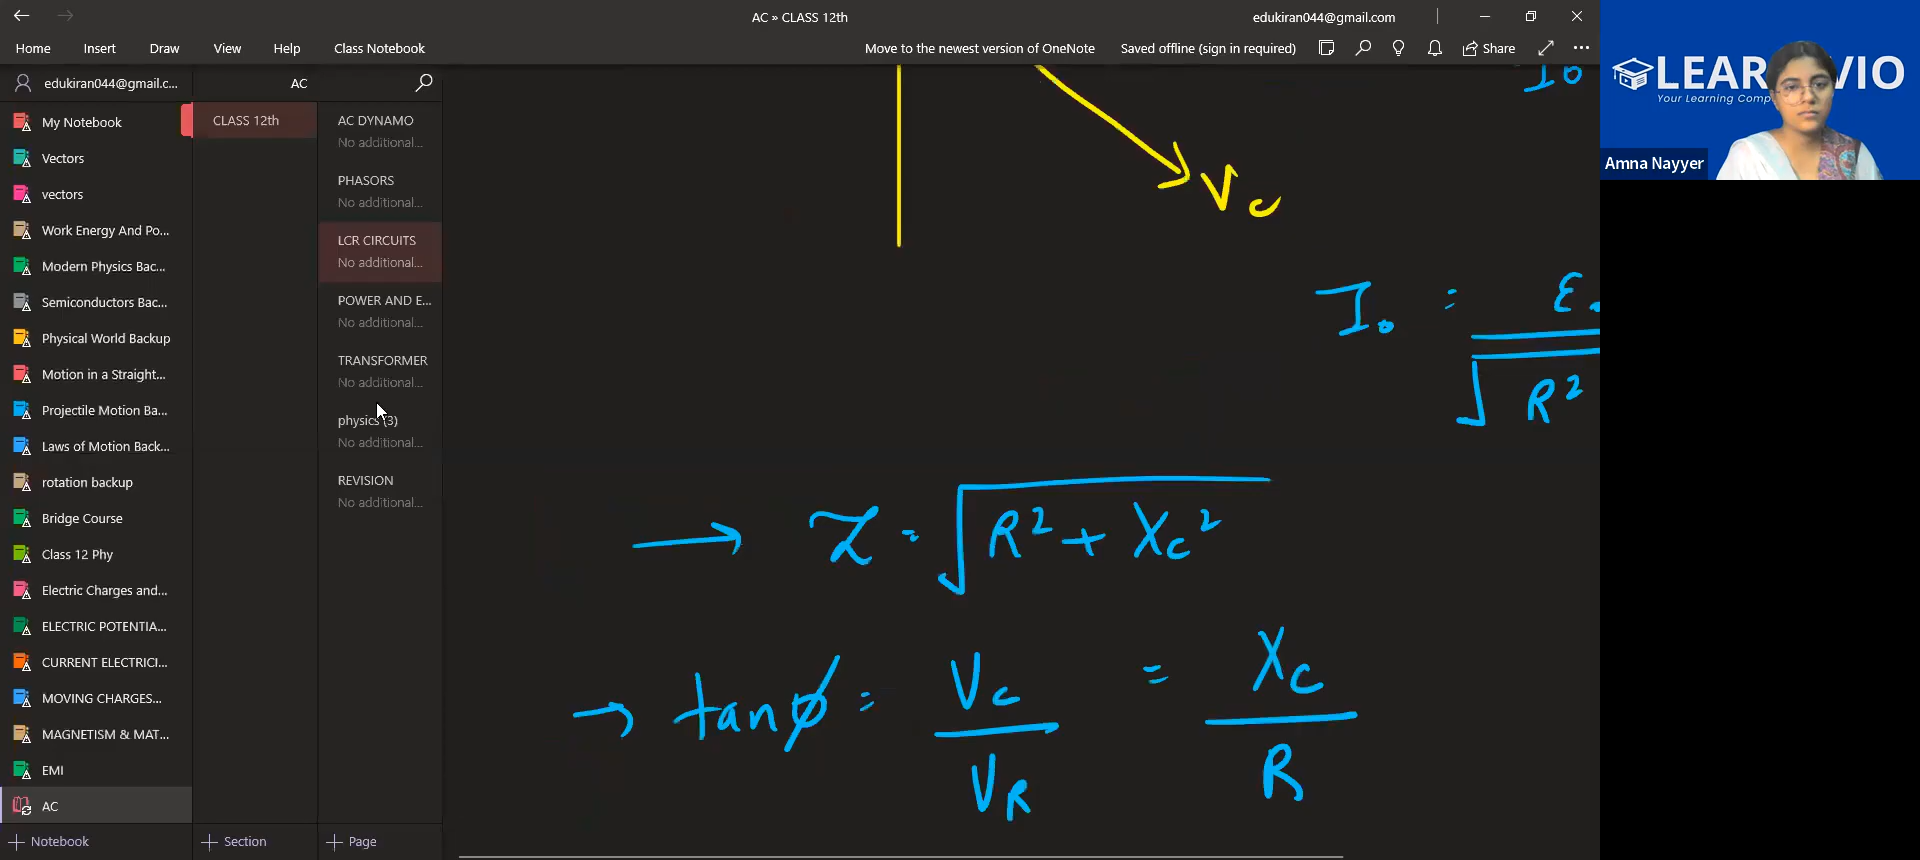 AC » CLASS 12th
edukiran044@gmail.com
Home Insert Draw View Help Class Notebook
Move to the newest version of OneNote Saved offline (sign in required) Share
edukiran044@gmail.c...
AC
My Notebook
Vectors
vectors
Work Energy And Po...
Modern Physics Bac...
Semiconductors Bac...
Physical World Backup
Motion in a Straight...
Projectile Motion Ba...
Laws of Motion Back...
rotation backup
Bridge Course
Class 12 Phy
Electric Charges and...
ELECTRIC POTENTIA...
CURRENT ELECTRICI...
MOVING CHARGES...
MAGNETISM & MAT...
EMI
AC
+ Notebook
CLASS 12th
+ Section
AC DYNAMO
No additional...
PHASORS
No additional...
LCR CIRCUITS
No additional...
POWER AND E...
No additional...
TRANSFORMER
No additional...
physics (3)
No additional...
REVISION
No additional...
+ Page
Vc
I₀ = ε₀ / √R²
→ Z = √(R² + Xc²)
→ tanφ = Vc / VR = Xc / R
LEAR VIO
Your Learning Comp
Amna Nayyer